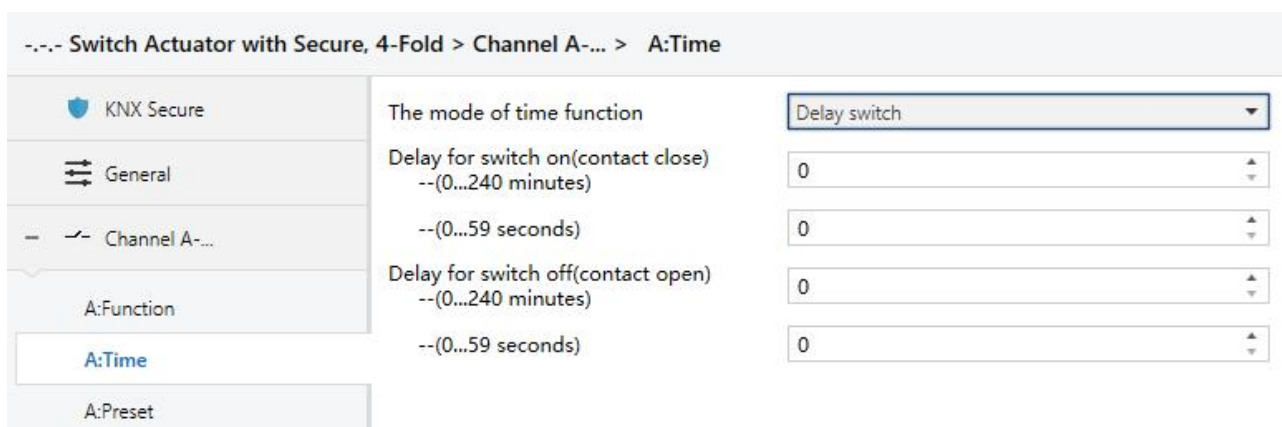 -.-.- Switch Actuator with Secure, 4-Fold > Channel A-... > A:Time
KNX Secure
General
Channel A-...
A:Function
A:Time
A:Preset
The mode of time function
Delay switch
Delay for switch on(contact close)
--(0...240 minutes)
0
--(0...59 seconds)
0
Delay for switch off(contact open)
--(0...240 minutes)
0
--(0...59 seconds)
0